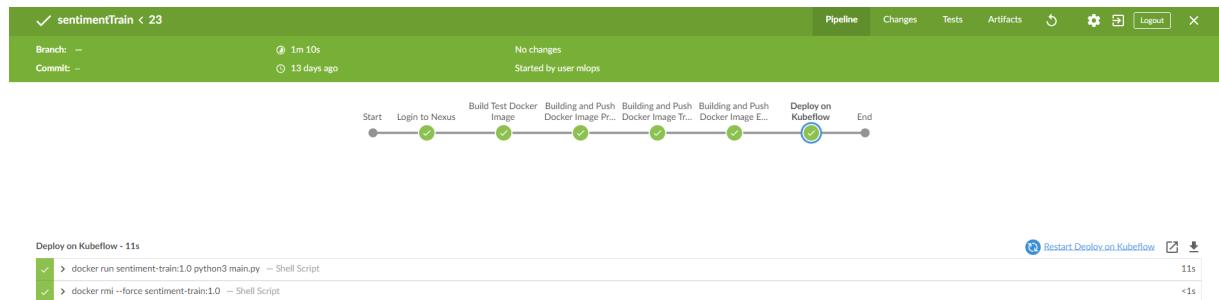 sentimentTrain < 23
Pipeline Changes Tests Artifacts Logout
Branch: — 1m 10s No changes
Commit: – 13 days ago Started by user mlops
Start
Login to Nexus
Build Test Docker
Image
Building and Push
Docker Image Pr...
Building and Push
Docker Image Tr...
Building and Push
Docker Image E...
Deploy on
Kubeflow
End
Deploy on Kubeflow - 11s Restart Deploy on Kubeflow
docker run sentiment-train:1.0 python3 main.py — Shell Script 11s
docker rmi --force sentiment-train:1.0 — Shell Script <1s